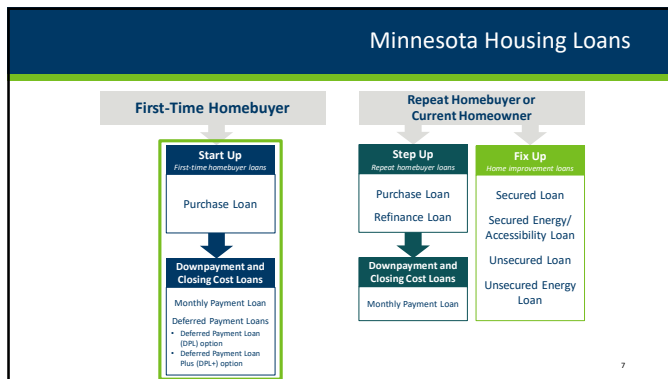 Minnesota Housing Loans
First-Time Homebuyer
Start Up
First-time homebuyer loans
Purchase Loan
Downpayment and
Closing Cost Loans
Monthly Payment Loan
Deferred Payment Loans
• Deferred Payment Loan
(DPL) option
• Deferred Payment Loan
Plus (DPL+) option
Repeat Homebuyer or
Current Homeowner
Step Up
Repeat homebuyer loans
Purchase Loan
Refinance Loan
Downpayment and
Closing Cost Loans
Monthly Payment Loan
Fix Up
Home improvement loans
Secured Loan
Secured Energy/
Accessibility Loan
Unsecured Loan
Unsecured Energy
Loan
7